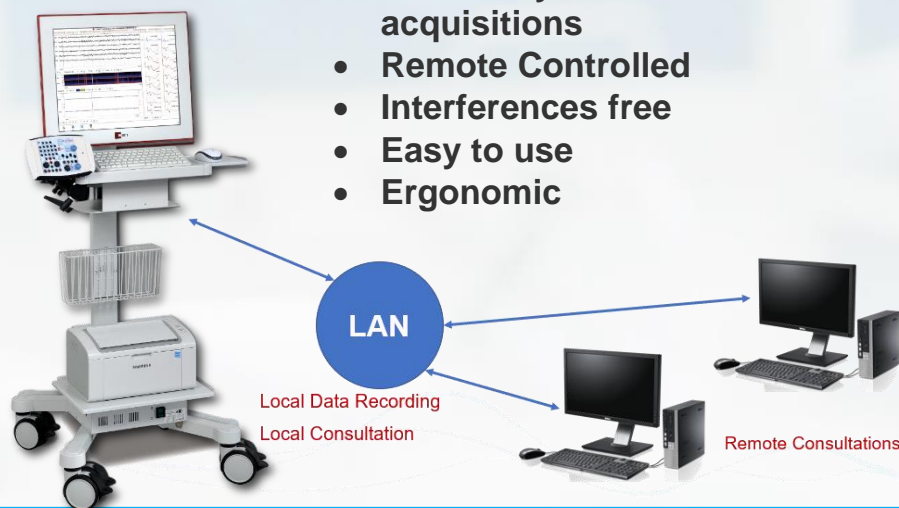 acquisitions
• Remote Controlled
• Interferences free
• Easy to use
• Ergonomic
LAN
Local Data Recording
Local Consultation
Remote Consultations